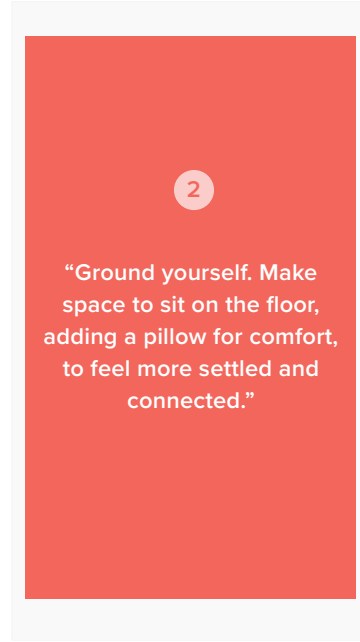 2
“Ground yourself. Make
space to sit on the floor,
adding a pillow for comfort,
to feel more settled and
connected.”